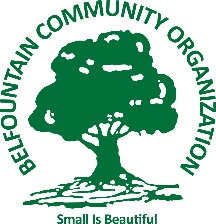 BELFOUNTAIN COMMUNITY ORGANIZATION
Small Is Beautiful